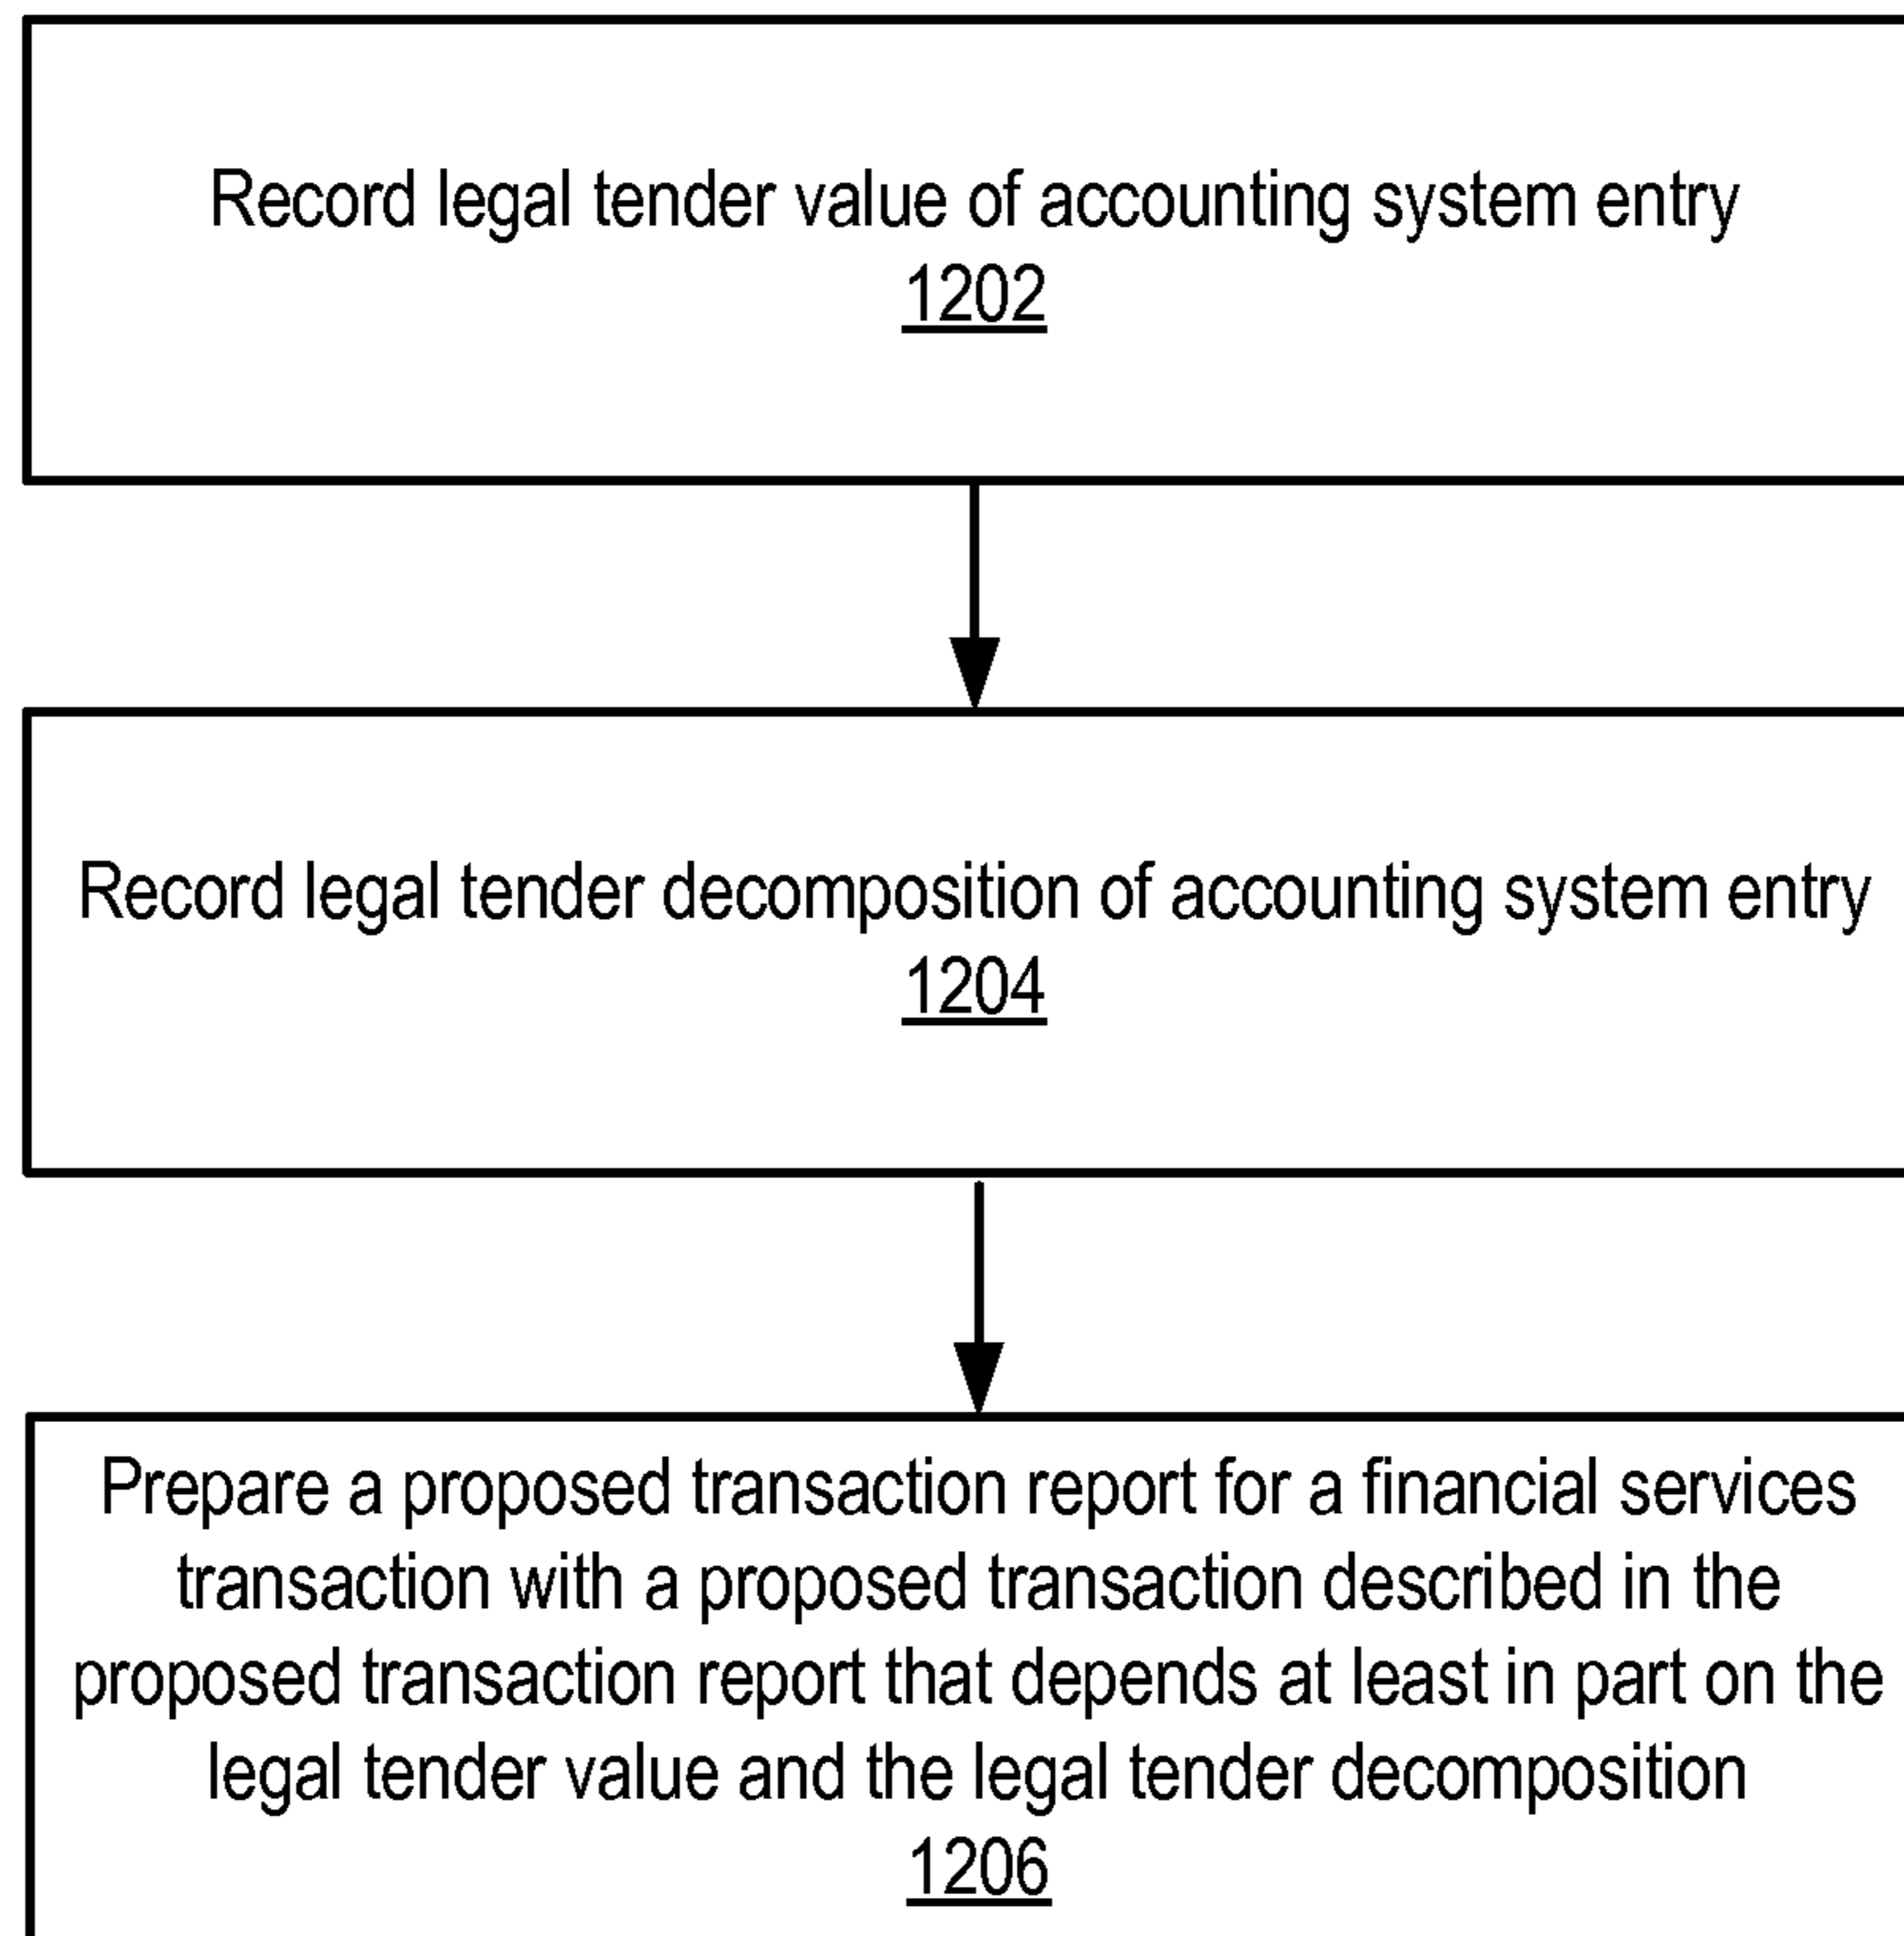 Record legal tender value of accounting system entry
1202
Record legal tender decomposition of accounting system entry
1204
Prepare a proposed transaction report for a financial services
transaction with a proposed transaction described in the
proposed transaction report that depends at least in part on the
legal tender value and the legal tender decomposition
1206